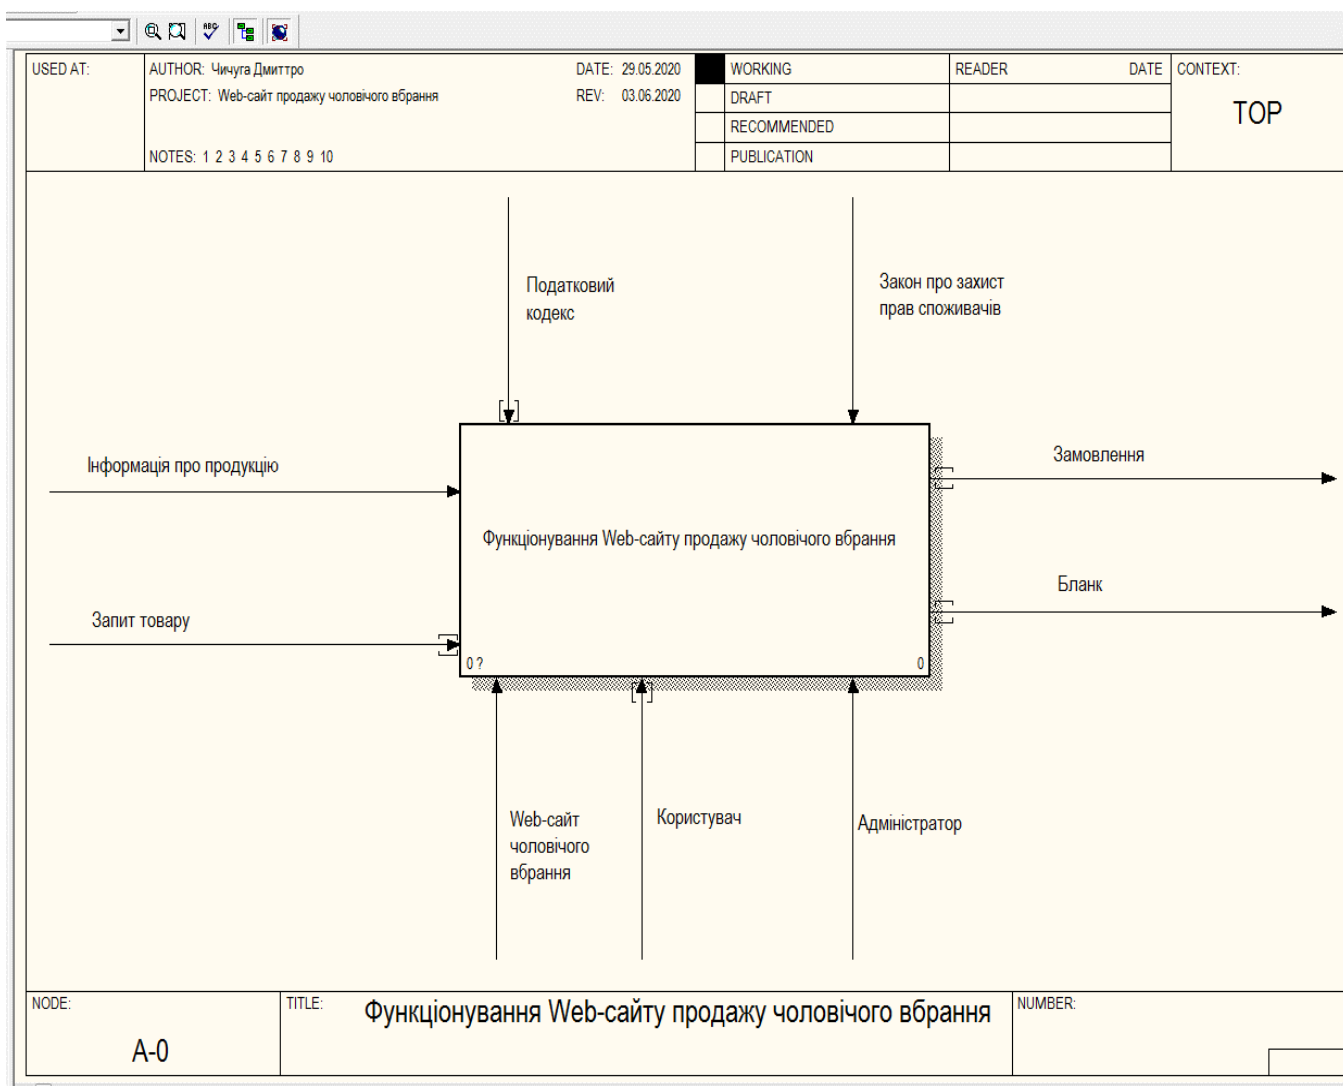 ABC
USED AT:
AUTHOR: Чичуга Дмиттро
DATE: 29.05.2020
PROJECT: Web-сайт продажу чоловічого вбрання
REV: 03.06.2020
NOTES: 1 2 3 4 5 6 7 8 9 10
WORKING
DRAFT
RECOMMENDED
PUBLICATION
READER DATE
CONTEXT:
TOP
Податковий
кодекс
Закон про захист
прав споживачів
Інформація про продукцію
Замовлення
Функціонування Web-сайту продажу чоловічого вбрання
Бланк
Запит товару
0 ?
0
Web-сайт
чоловічого
вбрання
Користувач
Адміністратор
NODE:
A-0
TITLE:
Функціонування Web-сайту продажу чоловічого вбрання
NUMBER: